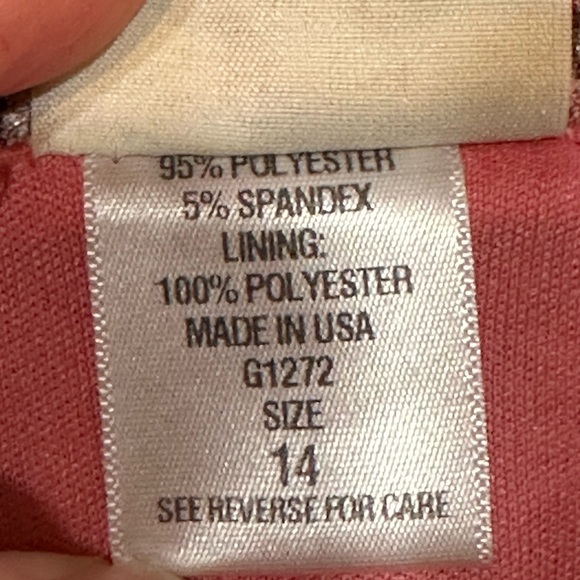 95% POLYESTER
5% SPANDEX
LINING:
100% POLYESTER
MADE IN USA
G1272
SIZE
14
SEE REVERSE FOR CARE